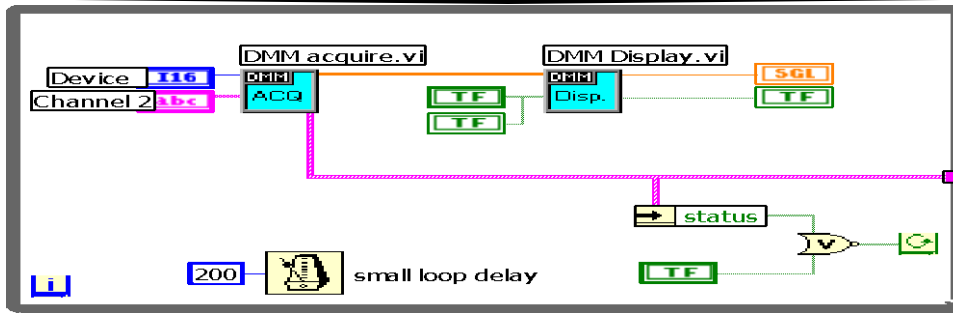 DMM acquire.vi
DMM Display.vi
Device
I16
DMM
DMM
SGL
Channel 2
abc
ACQ
TF
Disp.
TF
TF
status
V
200
small loop delay
TF
i